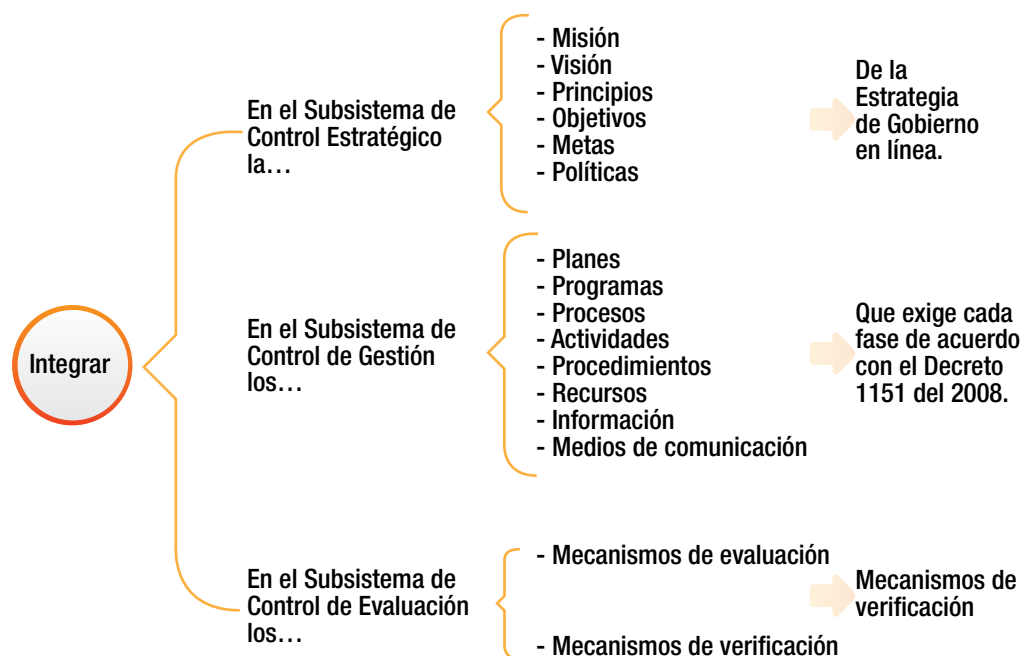 Integrar
En el Subsistema de
Control Estratégico
la…
- Misión
- Visión
- Principios
- Objetivos
- Metas
- Políticas
De la
Estrategia
de Gobierno
en línea.
En el Subsistema de
Control de Gestión
los…
- Planes
- Programas
- Procesos
- Actividades
- Procedimientos
- Recursos
- Información
- Medios de comunicación
Que exige cada
fase de acuerdo
con el Decreto
1151 del 2008.
En el Subsistema de
Control de Evaluación
los…
- Mecanismos de evaluación
- Mecanismos de verificación
Mecanismos de
verificación